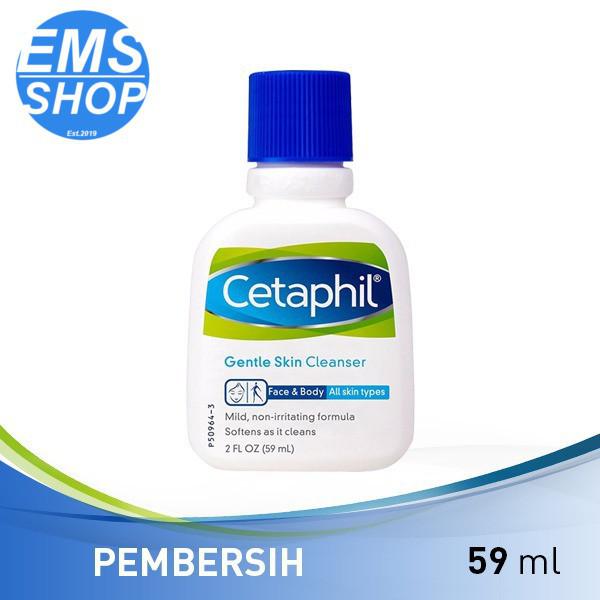 EMS
SHOP
Est.2019
Cetaphil®
Gentle Skin Cleanser
Face & Body All skin types
Mild, non-irritating formula
Softens as it cleans
2 FL OZ (59 mL)
P50964-3
PEMBERSIH
59 ml